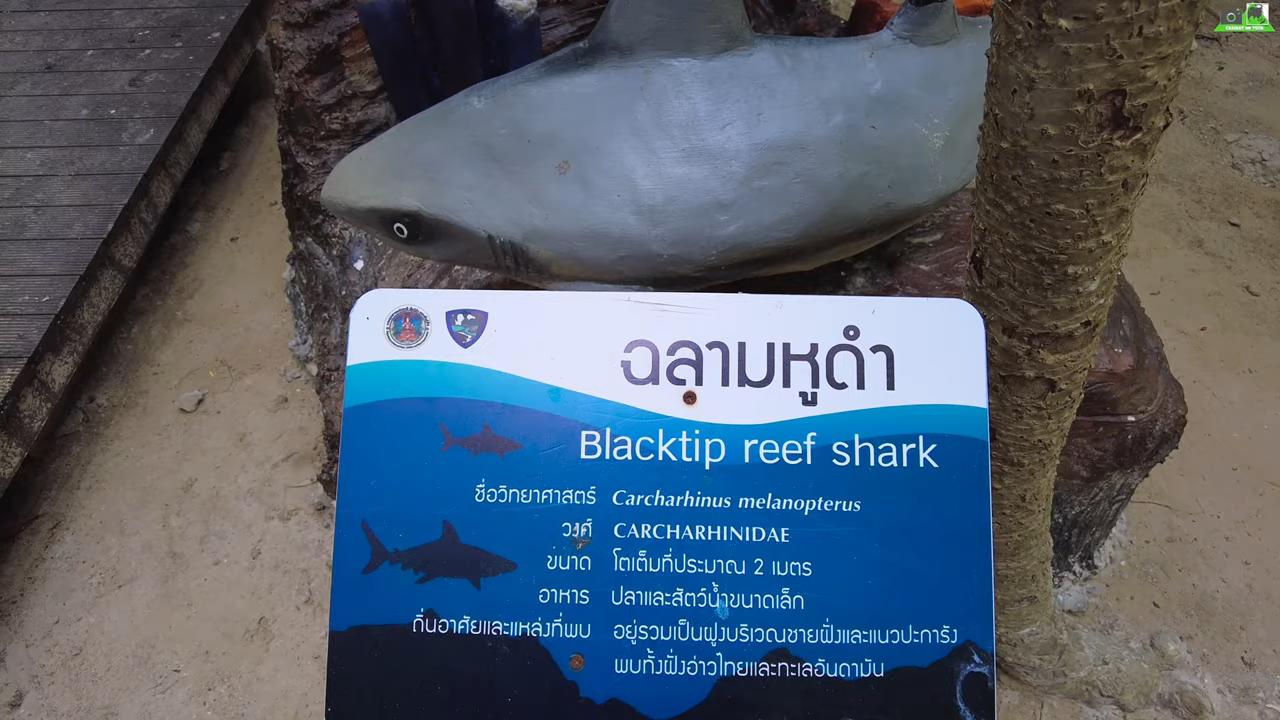 ฉลามหูดำ
Blacktip reef shark
ชื่อวิทยาศาสตร์ Carcharhinus melanopterus
วงศ์ CARCHARHINIDAE
ขนาด โตเต็มที่ประมาณ 2 เมตร
อาหาร ปลาและสัตว์น้ำขนาดเล็ก
ถิ่นอาศัยและแหล่งที่พบ อยู่รวมเป็นฝูงบริเวณชายฝั่งและแนวปะการัง
พบทั้งฝั่งอ่าวไทยและทะเลอันดามัน